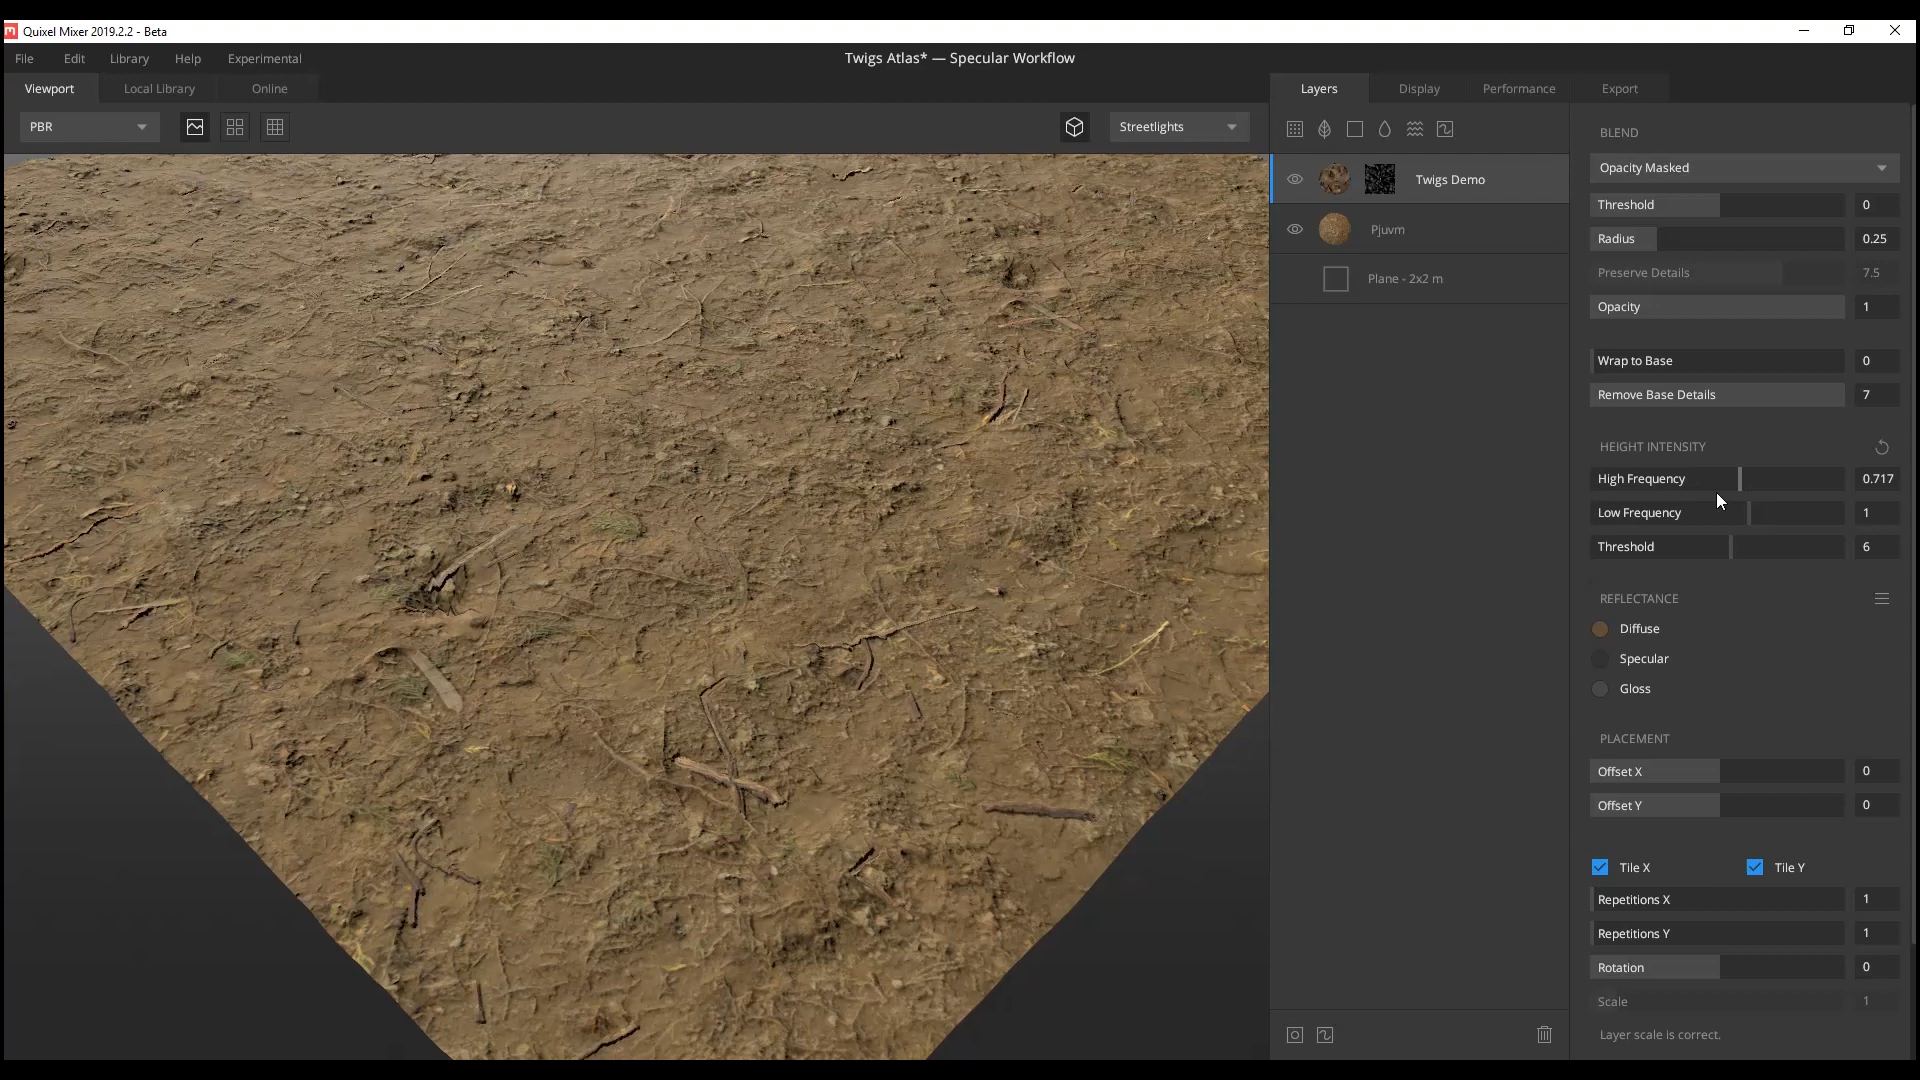 Quixel Mixer 2019.2.2 - Beta
File Edit Library Help Experimental
Twigs Atlas* — Specular Workflow
Viewport Local Library Online
Layers Display Performance Export
PBR
Streetlights
Twigs Demo
Pjuvm
Plane - 2x2 m
BLEND
Opacity Masked
Threshold 0
Radius 0.25
Preserve Details 7.5
Opacity 1
Wrap to Base 0
Remove Base Details 7
HEIGHT INTENSITY
High Frequency 0.717
Low Frequency 1
Threshold 6
REFLECTANCE
Diffuse
Specular
Gloss
PLACEMENT
Offset X 0
Offset Y 0
Tile X Tile Y
Repetitions X 1
Repetitions Y 1
Rotation 0
Scale 1
Layer scale is correct.